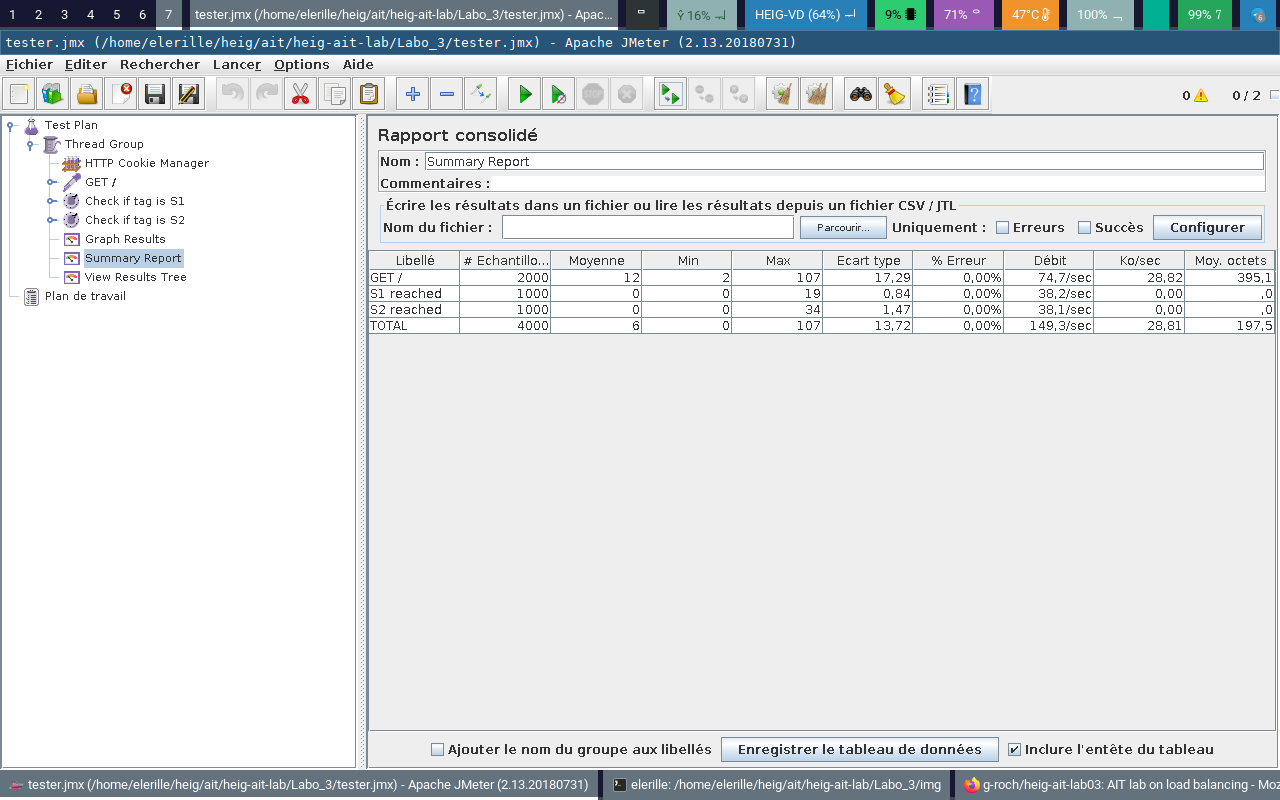 1 2 3 4 5 6 7 tester.jmx (/home/elerille/heig/ait/heig-ait-lab/Labo_3/tester.jmx) - Apac... 16% HEIG-VD (64%) 9% 71% 47°C 100% 99%
tester.jmx (/home/elerille/heig/ait/heig-ait-lab/Labo_3/tester.jmx) - Apache JMeter (2.13.20180731)
Fichier Editer Rechercher Lancer Options Aide
STOP 0 0 / 2
Test Plan
Thread Group
HTTP Cookie Manager
GET /
Check if tag is S1
Check if tag is S2
Graph Results
Summary Report
View Results Tree
Plan de travail
Rapport consolidé
Nom : Summary Report
Commentaires :
Écrire les résultats dans un fichier ou lire les résultats depuis un fichier CSV / JTL
Nom du fichier : Parcourir... Uniquement : Erreurs Succès Configurer
Libellé # Echantillo... Moyenne Min Max Ecart type % Erreur Débit Ko/sec Moy. octets
GET / 2000 12 2 107 17,29 0,00% 74,7/sec 28,82 395,1
S1 reached 1000 0 0 19 0,84 0,00% 38,2/sec 0,00 ,0
S2 reached 1000 0 0 34 1,47 0,00% 38,1/sec 0,00 ,0
TOTAL 4000 6 0 107 13,72 0,00% 149,3/sec 28,81 197,5
Ajouter le nom du groupe aux libellés Enregistrer le tableau de données Inclure l'entête du tableau
tester.jmx (/home/elerille/heig/ait/heig-ait-lab/Labo_3/tester.jmx) - Apache JMeter (2.13.20180731) elerille: /home/elerille/heig/ait/heig-ait-lab/Labo_3/img g-roch/heig-ait-lab03: AIT lab on load balancing - Moz